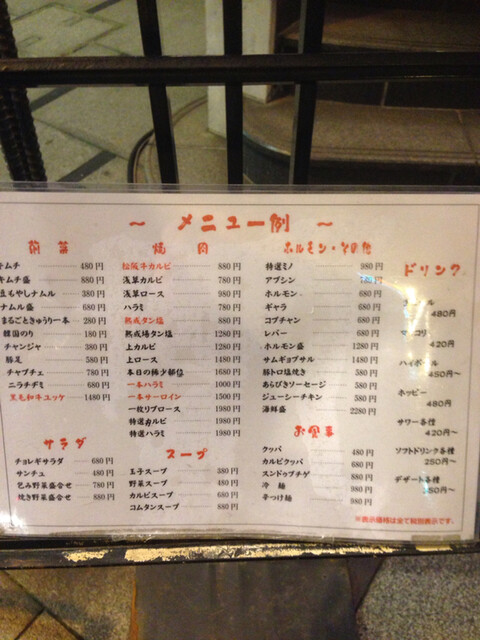 ～ メニュー例 ～
前菜
キムチ 480円
キムチ盛 880円
豆もやしナムル 380円
ナムル盛 680円
まるごときゅうり一本 280円
韓国のり 180円
チャンジャ 380円
豚足 580円
チャプチェ 780円
ニラチヂミ 680円
黒毛和牛ユッケ 1480円
サラダ
チョレギサラダ 680円
サンチュ 480円
包み野菜盛合せ 780円
焼き野菜盛合せ 880円
焼肉
松阪牛カルビ 880円
浅草カルビ 780円
浅草ロース 980円
ハラミ 780円
熟成タン塩 880円
熟成場タン塩 1280円
上カルビ 1280円
上ロース 1480円
本日の稀少部位 1680円
一本ハラミ 1680円
一本サーロイン 1580円
一枚リブロース 1980円
特選カルビ 1980円
特選ハラミ 1980円
スープ
玉子スープ 380円
野菜スープ 480円
カルビスープ 680円
コムタンスープ 880円
ホルモン・その他
特選ミノ 980円
アブシン
ホルモン 680円
ギャラ 680円
コプチャン 680円
レバー 680円
ホルモン盛 1280円
サムギョプサル 1480円
豚トロ塩焼き 580円
あらびきソーセージ 580円
ジューシーチキン 680円
海鮮盛 2280円
お食事
クッパ 480円
カルビクッパ 680円
スンドゥブチゲ 880円
冷麺 980円
辛つけ麺 980円
ドリンク
480円
マッコリ
420円
ハイボール
450円～
ホッピー
480円
サワー各種
420円～
ソフトドリンク各種
250円～
デザート各種
※表示価格は全て税別表示です。